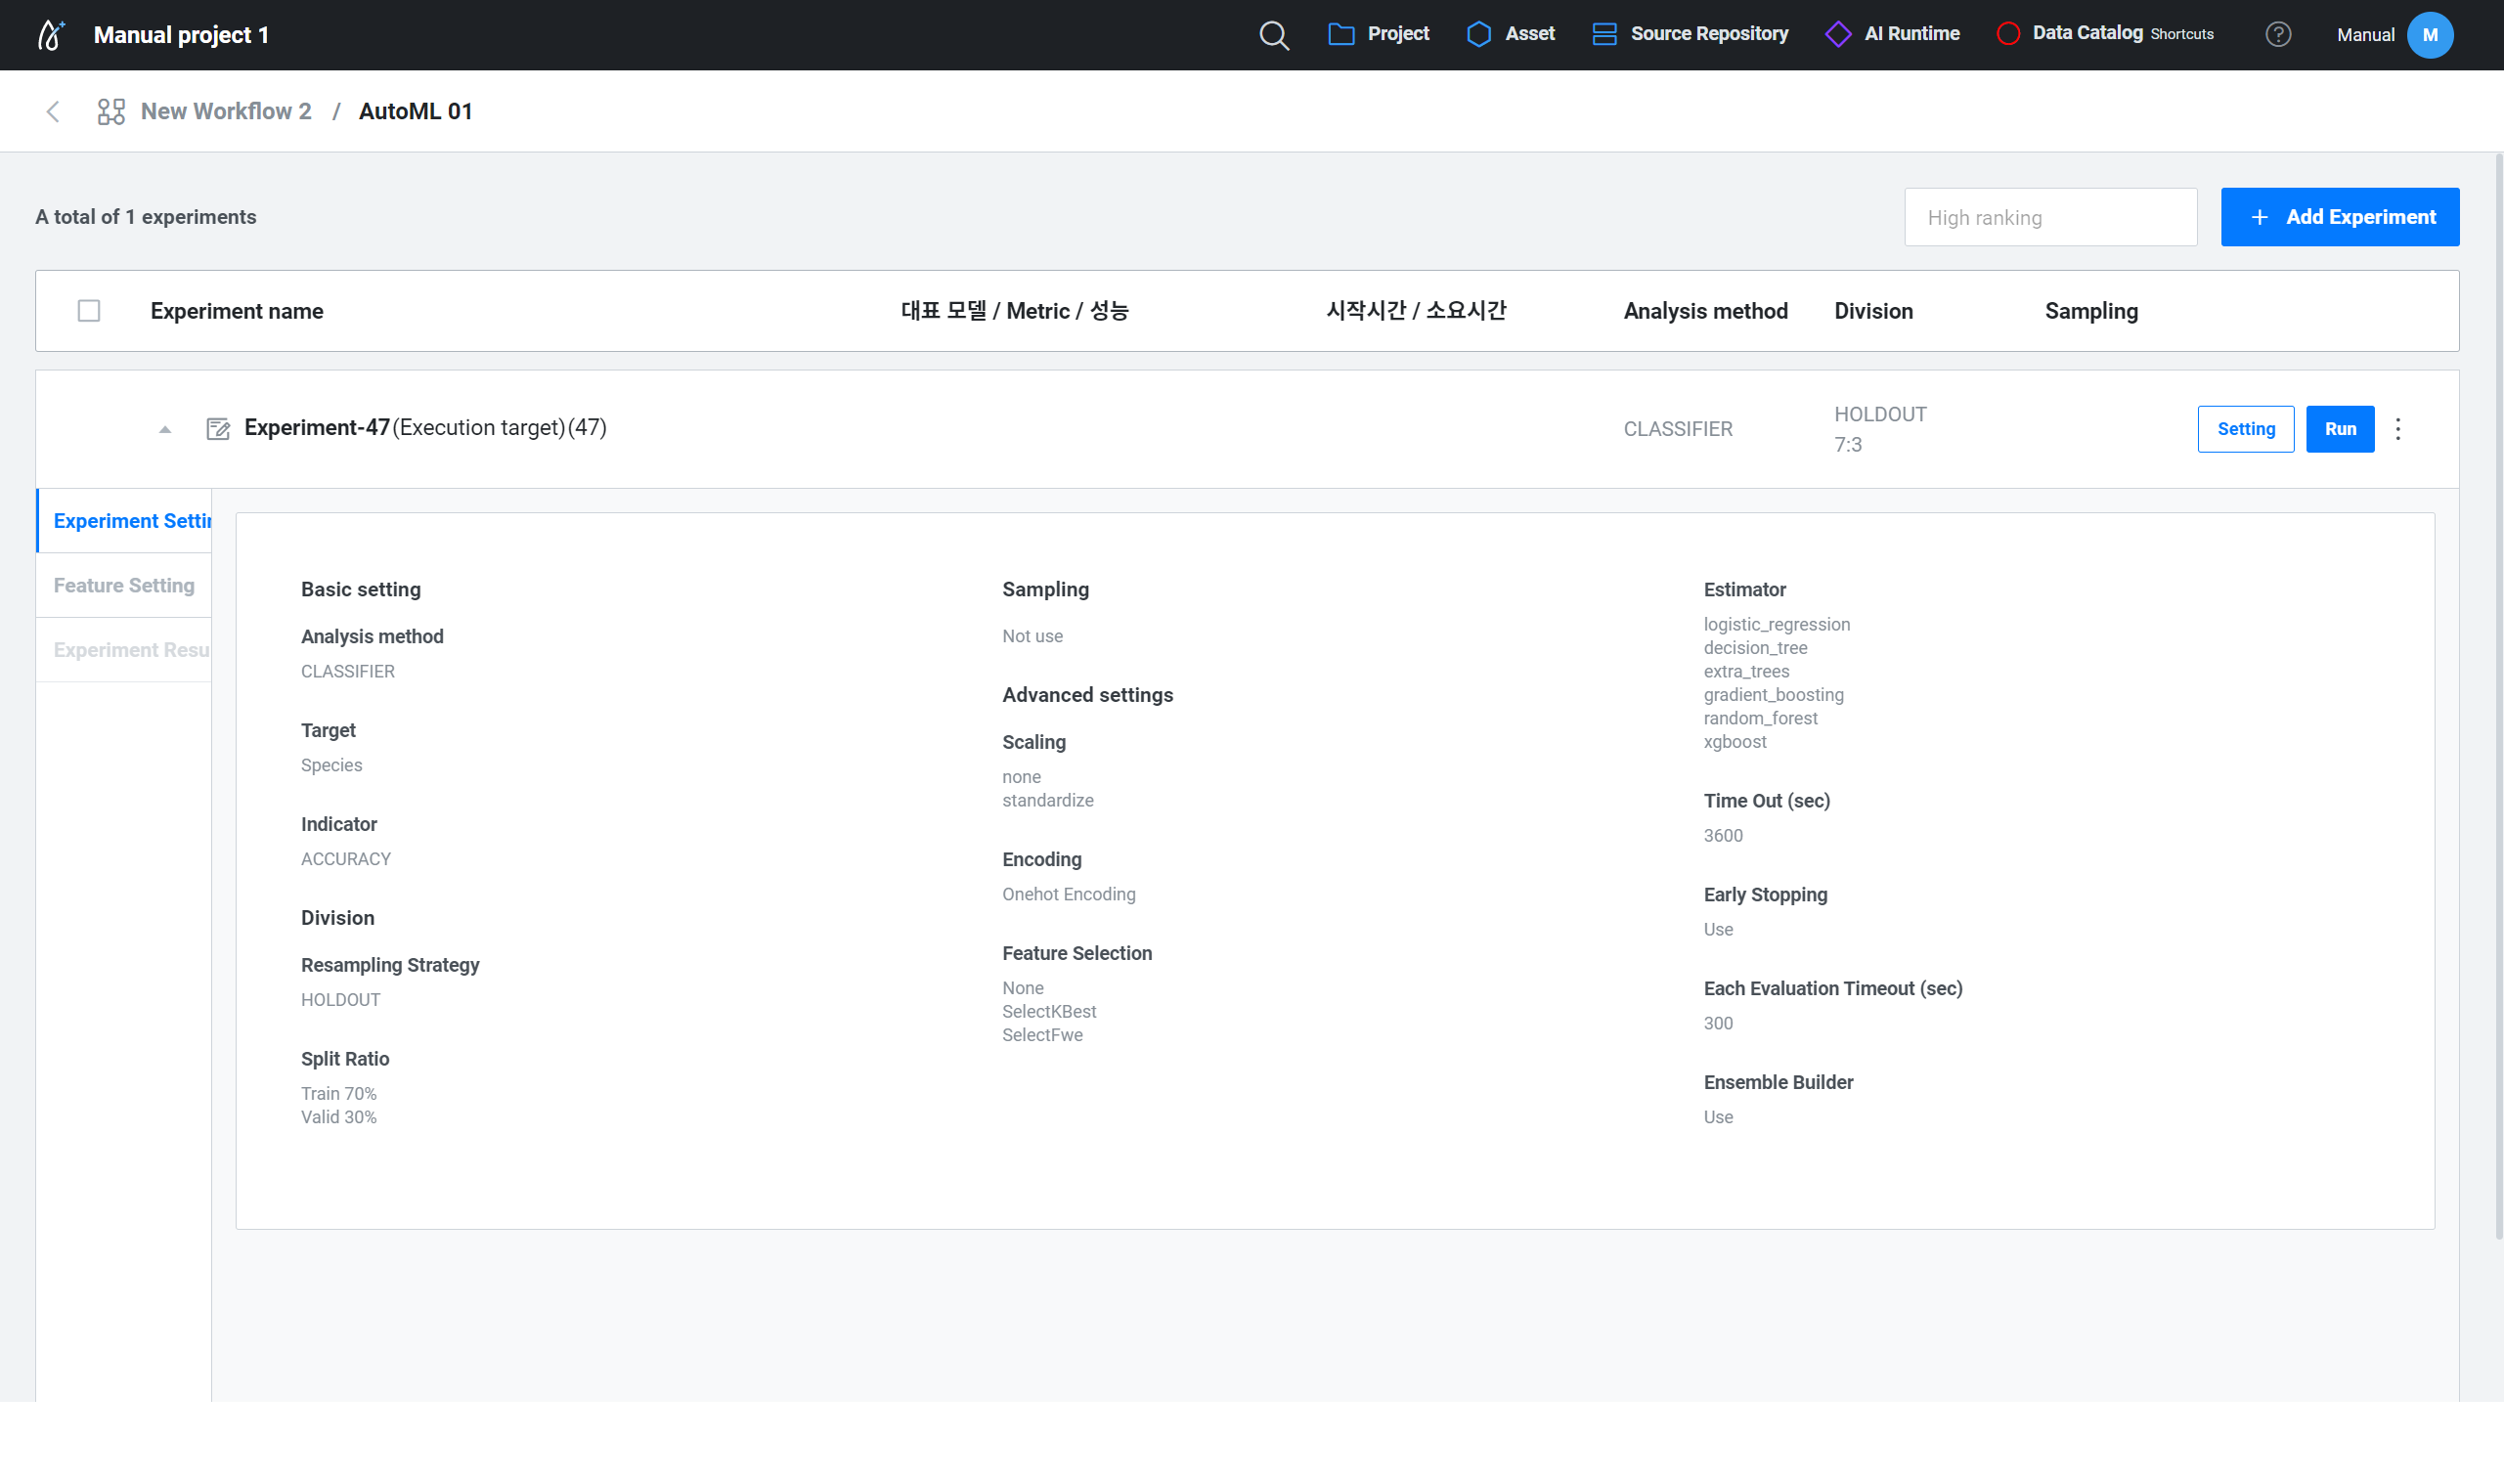 Manual project 1
Project
Asset
Source Repository
AI Runtime
Data Catalog Shortcuts
?
Manual
M
New Workflow 2 / AutoML 01
A total of 1 experiments
High ranking
+ Add Experiment
Experiment name
대표 모델 / Metric / 성능
시작시간 / 소요시간
Analysis method
Division
Sampling
Experiment-47(Execution target)(47)
CLASSIFIER
HOLDOUT
7:3
Setting
Run
Experiment Settin
Feature Setting
Experiment Resu
Basic setting
Analysis method
CLASSIFIER
Target
Species
Indicator
ACCURACY
Division
Resampling Strategy
HOLDOUT
Split Ratio
Train 70%
Valid 30%
Sampling
Not use
Advanced settings
Scaling
none
standardize
Encoding
Onehot Encoding
Feature Selection
None
SelectKBest
SelectFwe
Estimator
logistic_regression
decision_tree
extra_trees
gradient_boosting
random_forest
xgboost
Time Out (sec)
3600
Early Stopping
Use
Each Evaluation Timeout (sec)
300
Ensemble Builder
Use